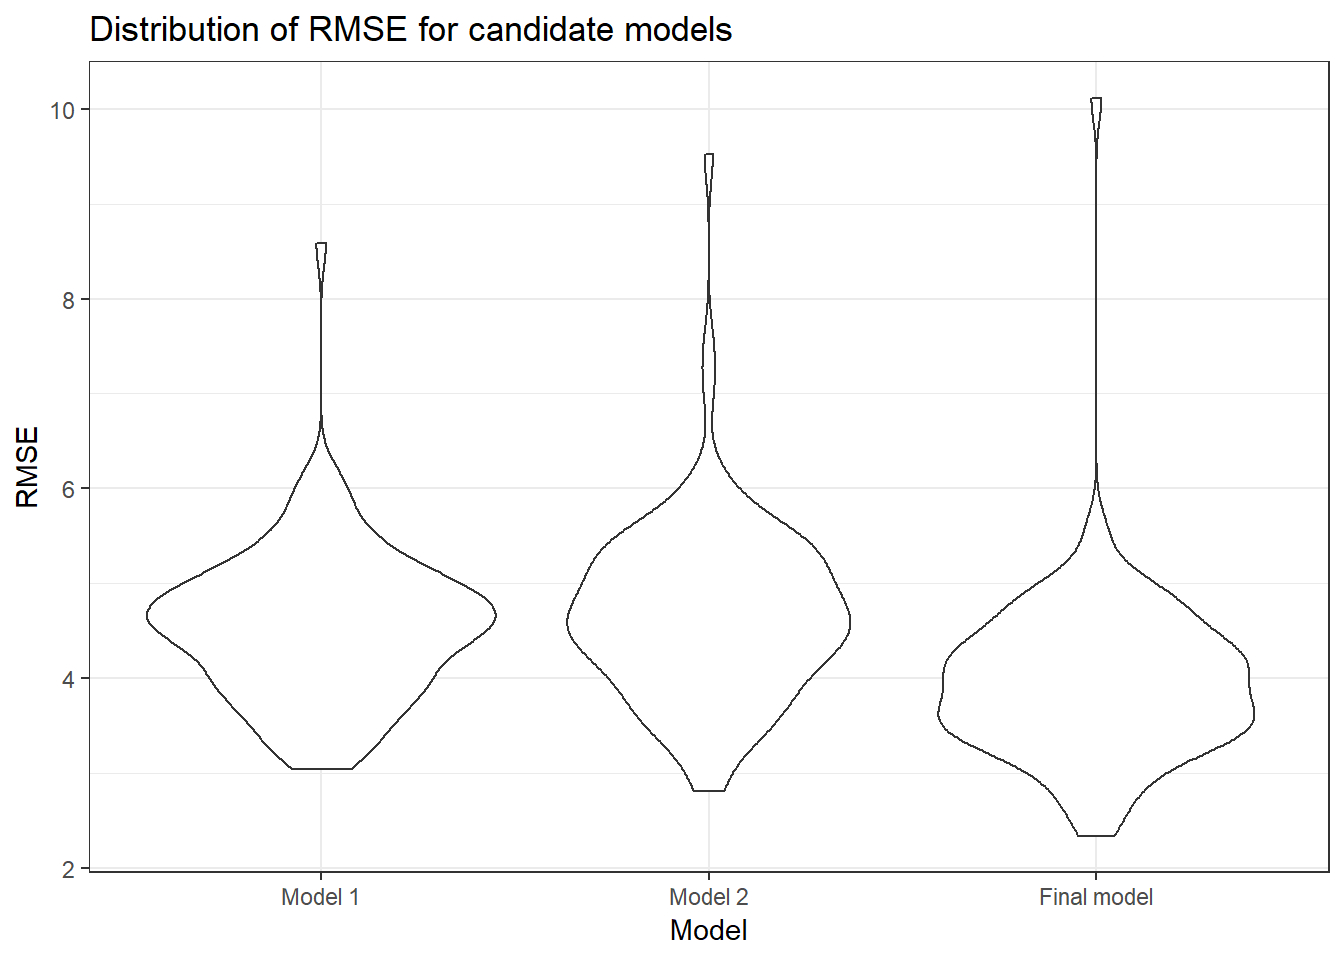 Distribution of RMSE for candidate models
10
8
6
4
2
RMSE
Model 1
Model 2
Final model
Model